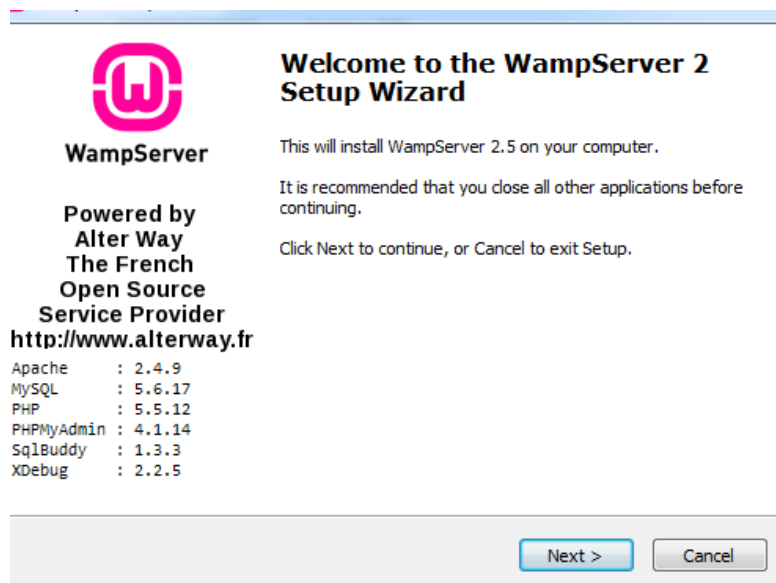 WampServer
Powered by
Alter Way
The French
Open Source
Service Provider
http://www.alterway.fr
Apache : 2.4.9
MySQL : 5.6.17
PHP : 5.5.12
PHPMyAdmin : 4.1.14
SqlBuddy : 1.3.3
XDebug : 2.2.5
Welcome to the WampServer 2
Setup Wizard
This will install WampServer 2.5 on your computer.
It is recommended that you close all other applications before
continuing.
Click Next to continue, or Cancel to exit Setup.
Next >
Cancel